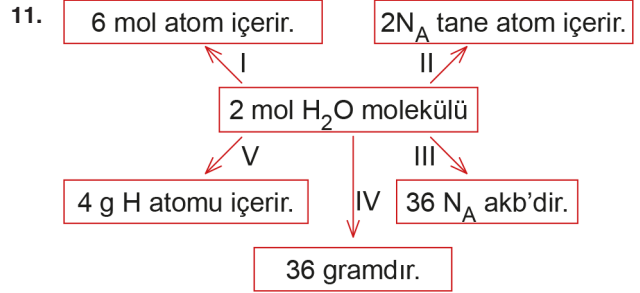 11.
6 mol atom içerir.
2N_A tane atom içerir.
I
II
2 mol H₂O molekülü
V
III
4 g H atomu içerir.
IV
36 N_A akb'dir.
36 gramdır.